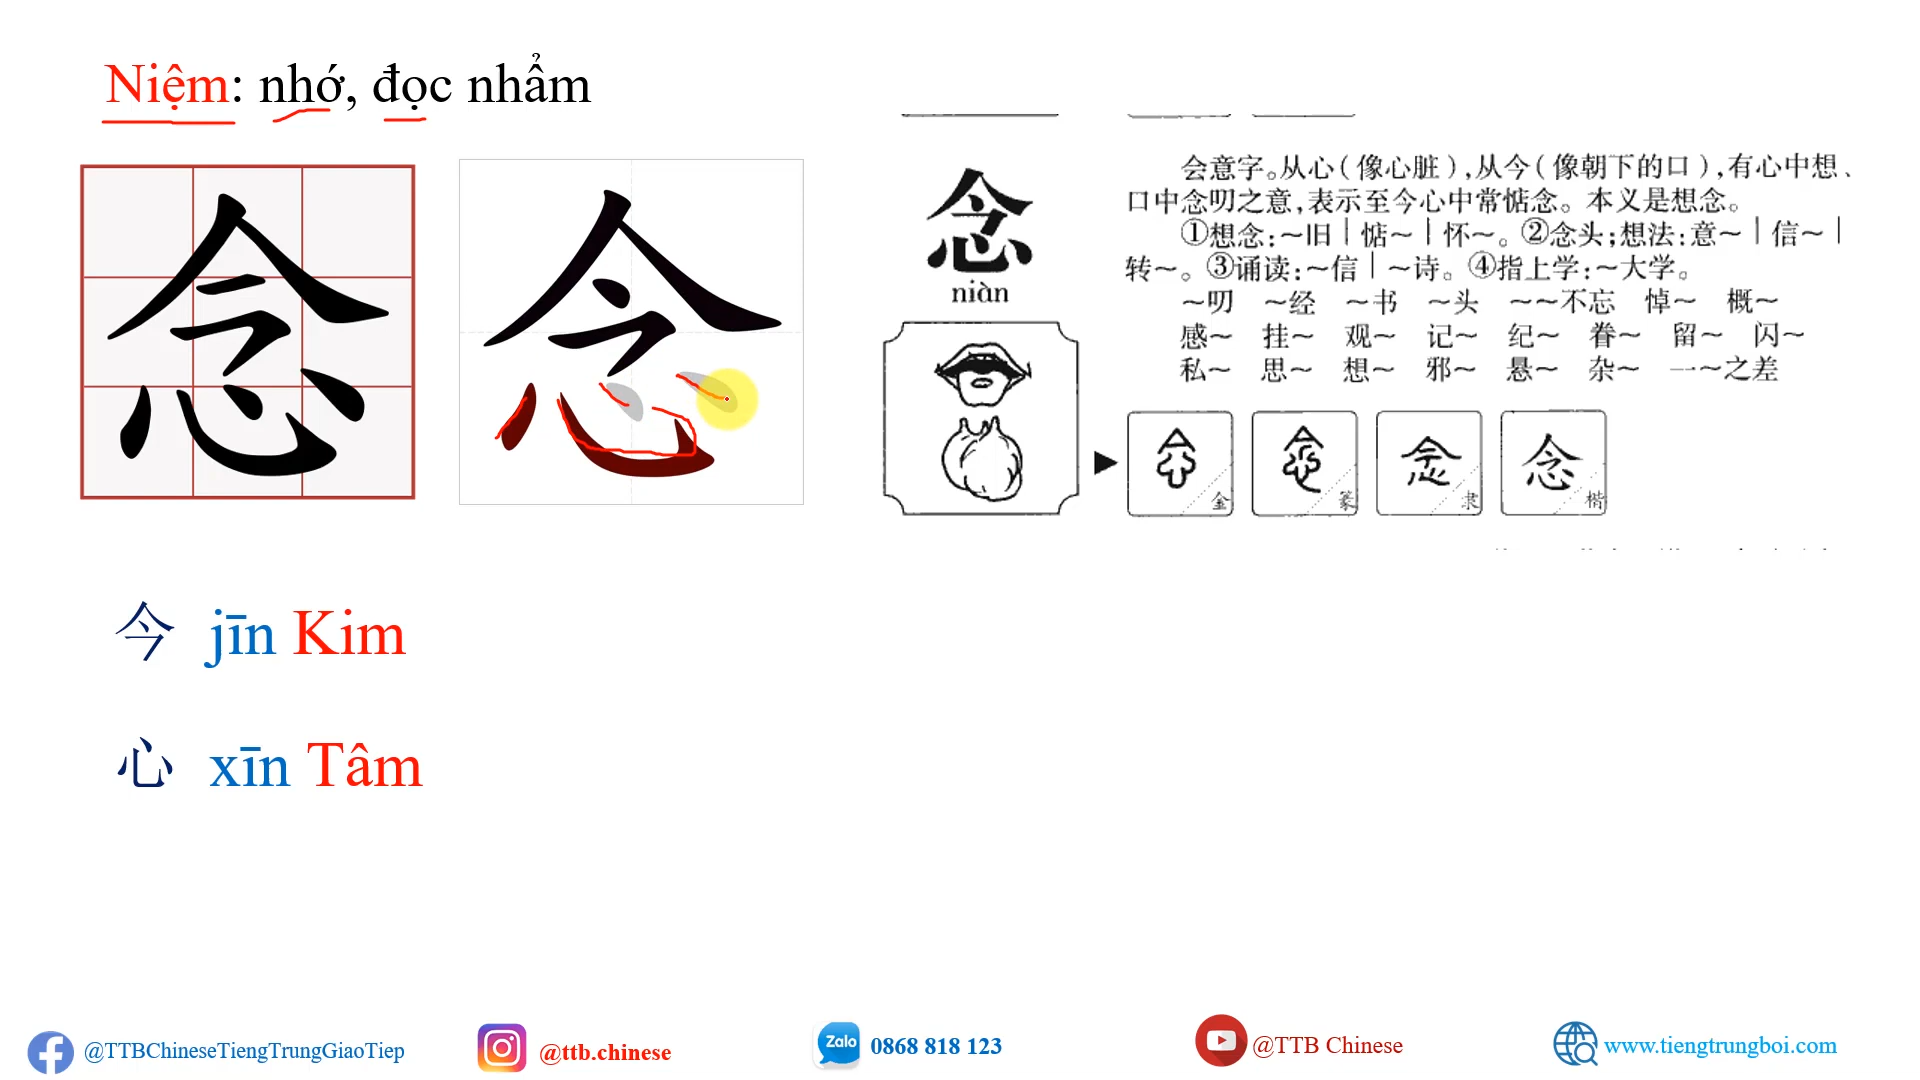 Niệm: nhớ, đọc nhẩm
念
念
念
niàn
会意字。从心(像心脏),从今(像朝下的口),有心中想、
口中念叨之意,表示至今心中常惦念。本义是想念。
①想念:~旧|惦~|怀~。②念头;想法:意~|信~|
转~。③诵读:~信|~诗。④指上学:~大学。
~叨 ~经 ~书 ~头 ~~不忘 悼~ 概~
感~ 挂~ 观~ 记~ 纪~ 眷~ 留~ 闪~
私~ 思~ 想~ 邪~ 悬~ 杂~ 一~之差
金 篆 隶 念 楷
今 jīn Kim
心 xīn Tâm
@TTBChineseTiengTrungGiaoTiep
@ttb.chinese
Zalo 0868 818 123
@TTB Chinese
www.tiengtrungboi.com